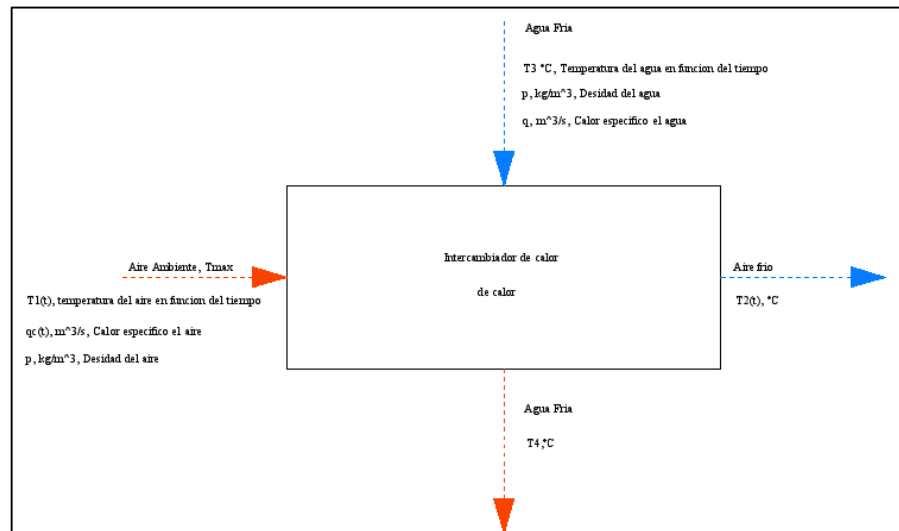 Agua Fria
T3 °C, Temperatura del agua en funcion del tiempo
p, kg/m^3, Desidad del agua
q, m^3/s, Calor especifico el agua
Intercambiador de calor
de calor
Aire Ambiente, Tmax
T1(t), temperatura del aire en funcion del tiempo
qc(t), m^3/s, Calor especifico el aire
p, kg/m^3, Desidad del aire
Aire frio
T2(t), °C
Agua Fria
T4,°C